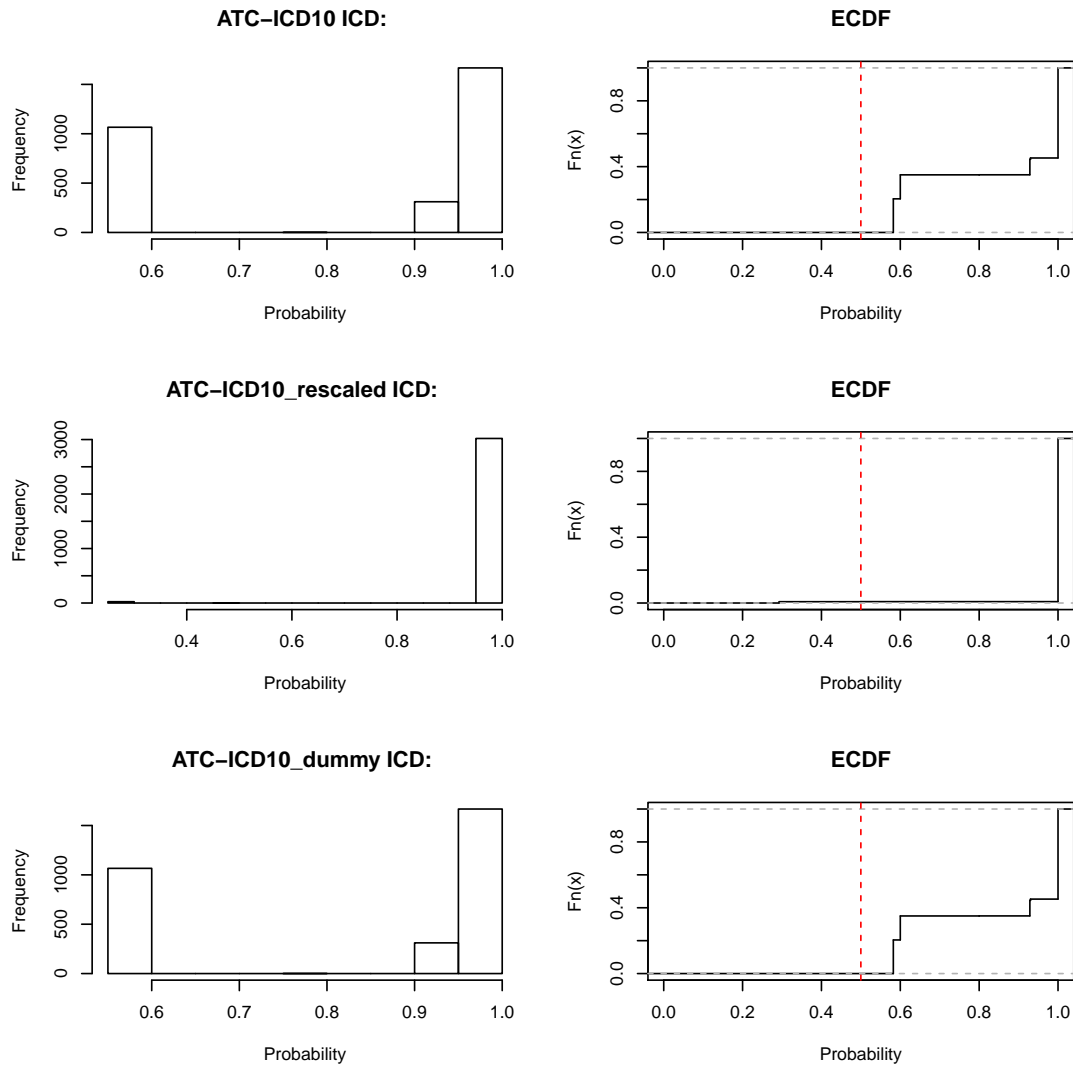 ATC−ICD10 ICD:
Frequency
0
500
1000
0.6 0.7 0.8 0.9 1.0
Probability
ECDF
Fn(x)
0.0
0.4
0.8
0.0 0.2 0.4 0.6 0.8 1.0
Probability
ATC−ICD10_rescaled ICD:
Frequency
0
1000
2000
3000
0.4 0.6 0.8 1.0
Probability
ECDF
Fn(x)
0.0
0.4
0.8
0.0 0.2 0.4 0.6 0.8 1.0
Probability
ATC−ICD10_dummy ICD:
Frequency
0
500
1000
0.6 0.7 0.8 0.9 1.0
Probability
ECDF
Fn(x)
0.0
0.4
0.8
0.0 0.2 0.4 0.6 0.8 1.0
Probability